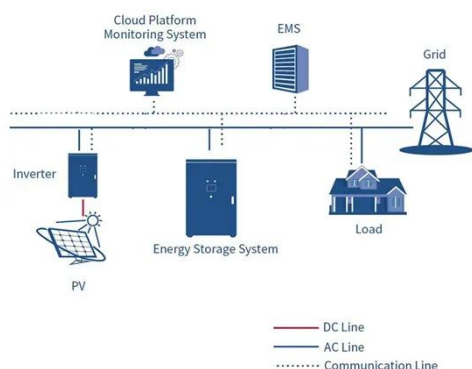 Cloud Platform
Monitoring System
EMS
Grid
Inverter
Energy Storage System
Load
PV
DC Line
AC Line
Communication Line